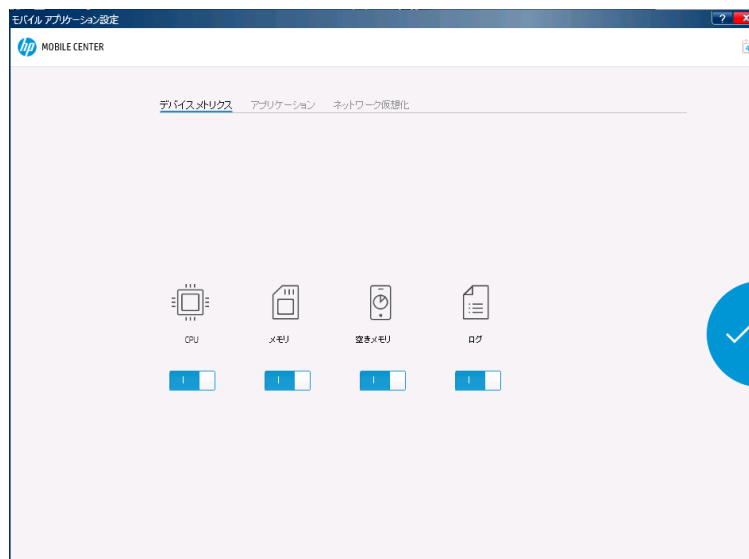 モバイル アプリケーション設定
hp MOBILE CENTER
デバイス メトリクス アプリケーション ネットワーク仮想化
CPU メモリ 空きメモリ ログ